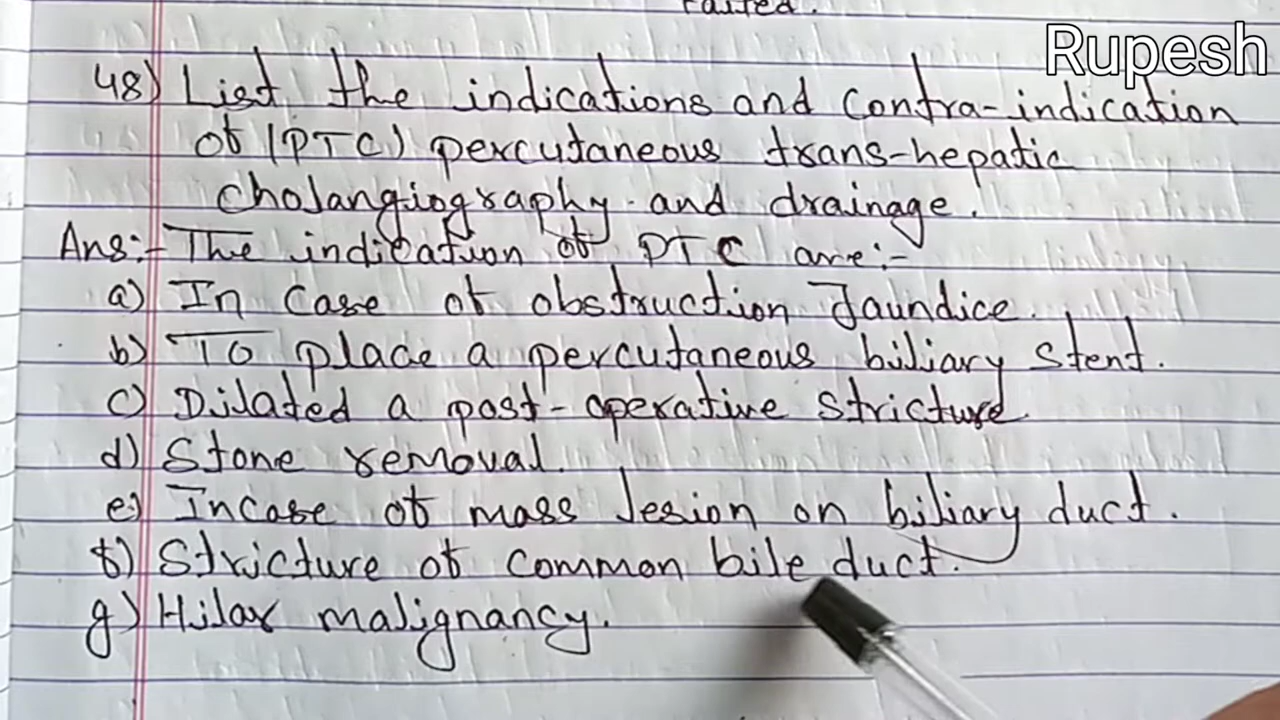 failed.
Rupesh
48) List the indications and contra-indication
of (PTC) percutaneous trans-hepatic
cholangiography and drainage.
Ans:- The indication of PTC are:-
a) In case of obstruction Jaundice.
b) To place a percutaneous biliary stent.
c) Dilated a post-operative stricture
d) Stone removal.
e) Incase of mass lesion on biliary duct.
f) Stricture of common bile duct.
g) Hilar malignancy.